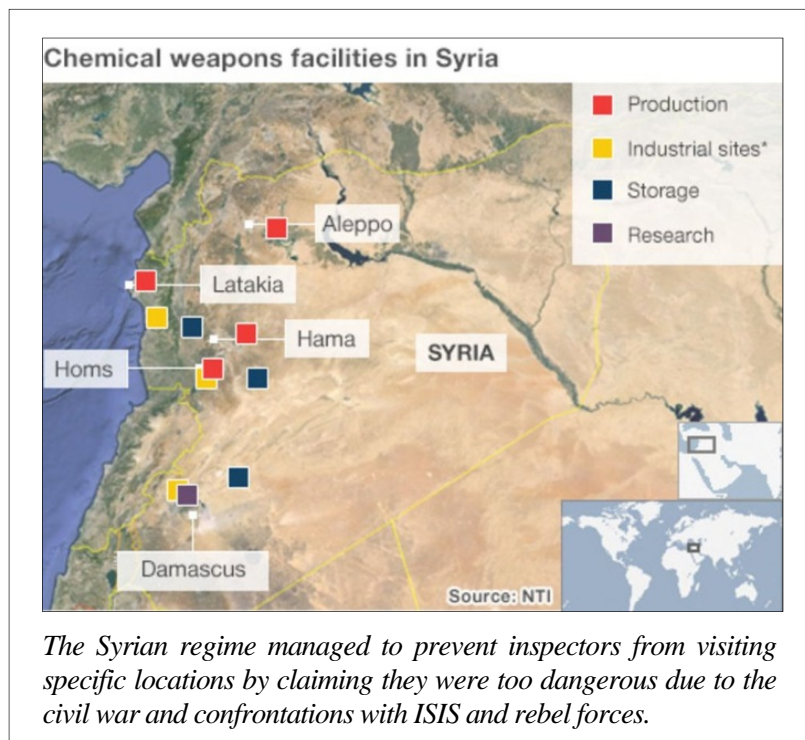 Chemical weapons facilities in Syria
Production
Industrial sites*
Storage
Research
Aleppo
Latakia
Hama
Homs
SYRIA
Damascus
Source: NTI
The Syrian regime managed to prevent inspectors from visiting
specific locations by claiming they were too dangerous due to the
civil war and confrontations with ISIS and rebel forces.